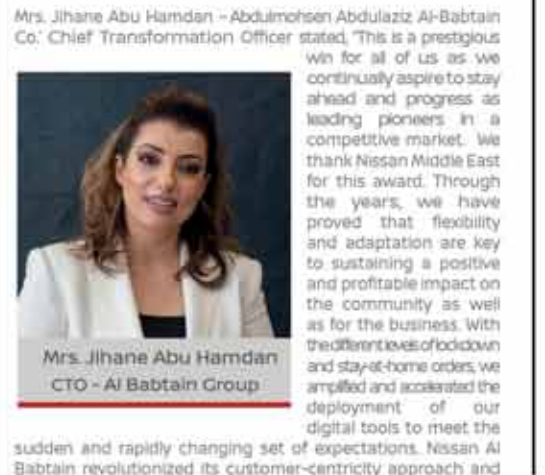 Mrs. Jihane Abu Hamdan – Abdulmohsen Abdulaziz Al-Babtain
Co.' Chief Transformation Officer stated, "This is a prestigious
win for all of us as we
continually aspire to stay
ahead and progress as
leading pioneers in a
competitive market. We
thank Nissan Middle East
for this award. Through
the years, we have
proved that flexibility
and adaptation are key
to sustaining a positive
and profitable impact on
the community as well
as for the business. With
the different levels of lockdown
and stay-at-home orders, we
amplified and accelerated the
deployment of our
digital tools to meet the
Mrs. Jihane Abu Hamdan
CTO - Al Babtain Group
sudden and rapidly changing set of expectations. Nissan Al
Babtain revolutionized its customer-centricity approach and